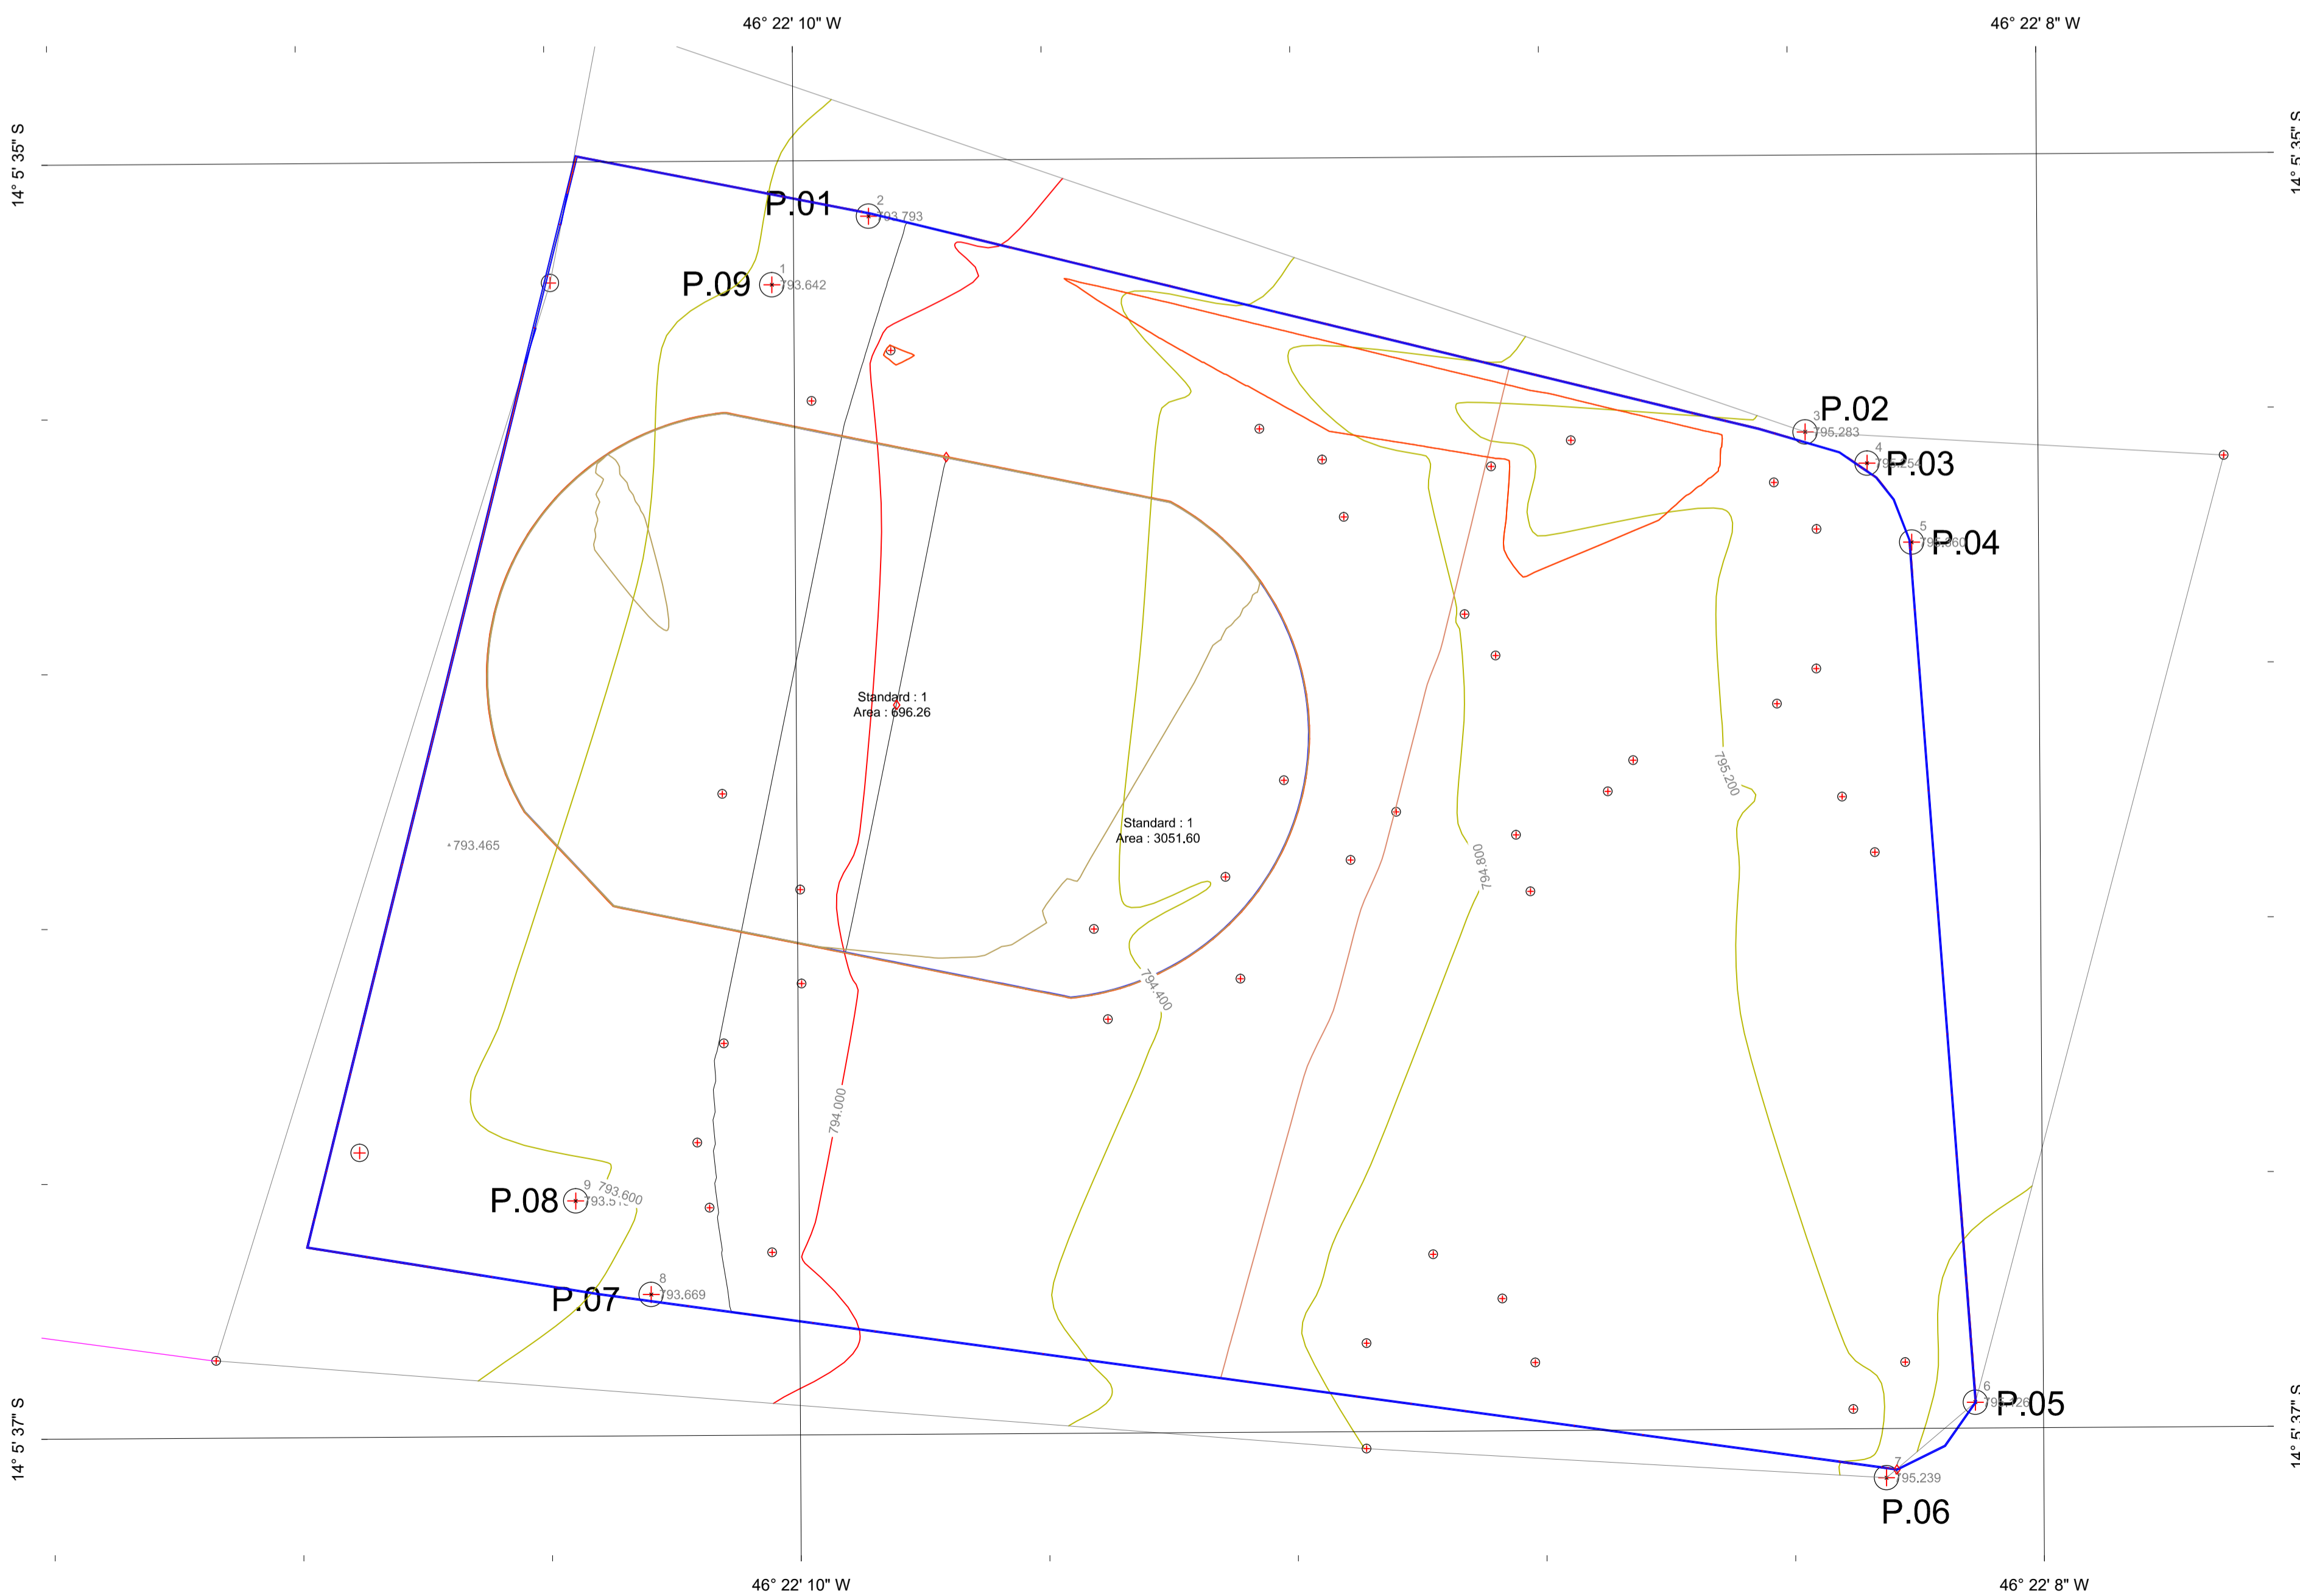 46° 22' 10" W
46° 22' 8" W
14° 5' 35" S
14° 5' 35" S
P.01
2
793.793
P.09
1
793.642
P.02
3
795.283
4
P.03
5
P.04
Standard : 1
Area : 696.26
795.200
Standard : 1
Area : 3051.60
793.465
794.800
794.400
794.000
P.08
9
793.600
P.07
8
793.669
6
P.05
14° 5' 37" S
14° 5' 37" S
7
795.239
P.06
46° 22' 10" W
46° 22' 8" W